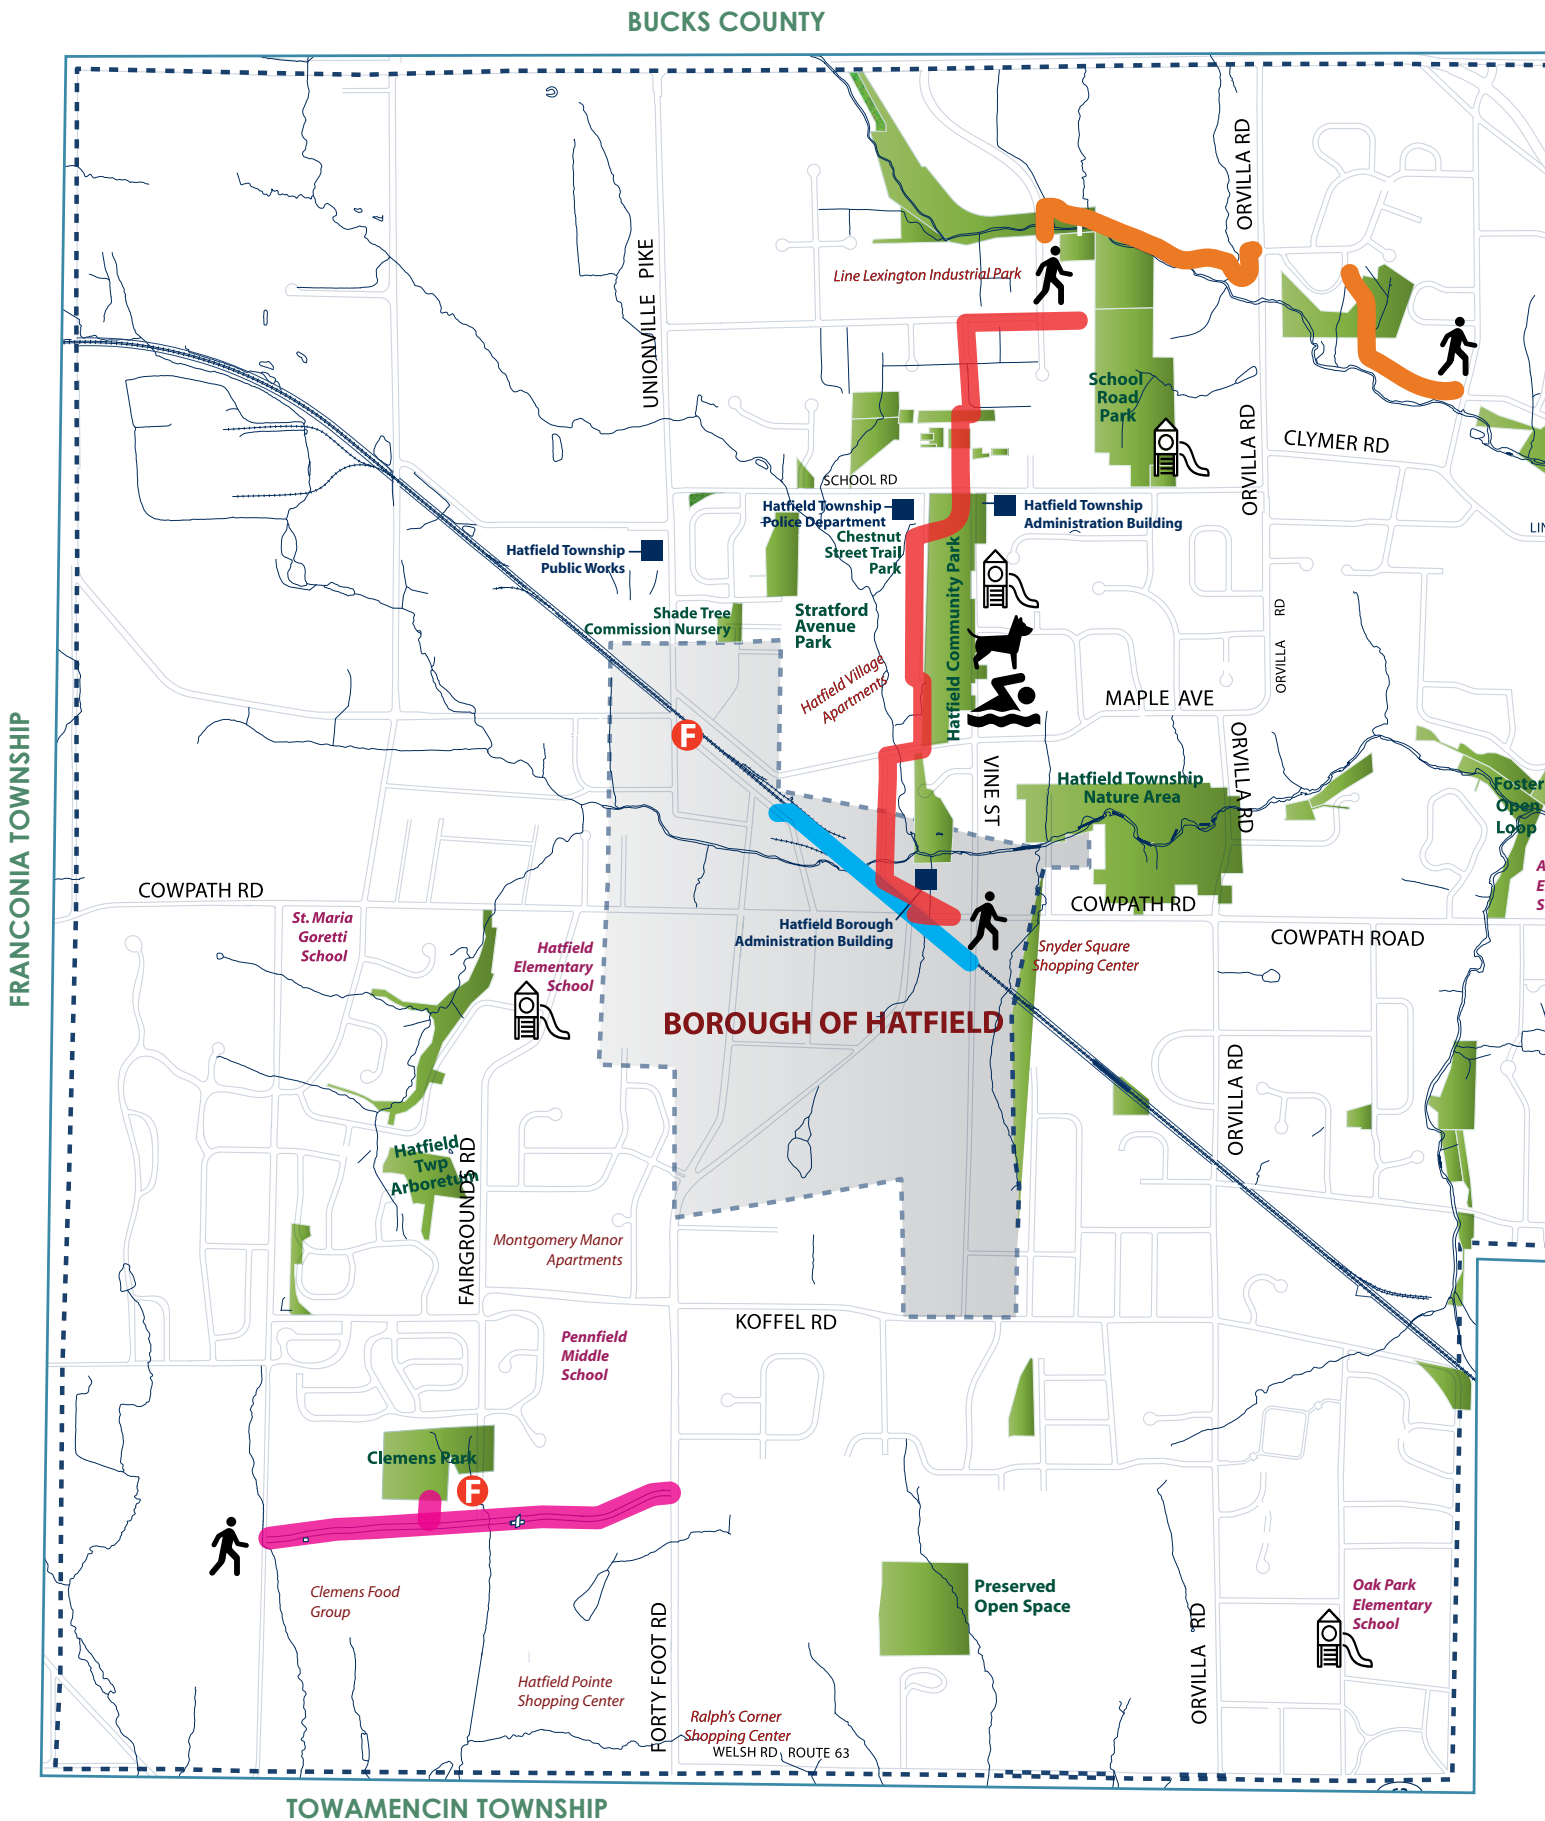 BUCKS COUNTY
ORVILLA RD
UNIONVILLE PIKE
Line Lexington Industrial Park
School
Road
Park
ORVILLA RD
CLYMER RD
SCHOOL RD
Hatfield Township
Police Department
Hatfield Township
Administration Building
Chestnut
Street Trail
Park
Hatfield Township
Public Works
Hatfield Community Park
Shade Tree
Commission Nursery
Stratford
Avenue
Park
ORVILLA RD
Hatfield Village
Apartments
MAPLE AVE
FRANCONIA TOWNSHIP
F
VINE ST
ORVILLA RD
Hatfield Township
Nature Area
Foster
Open
Loop
COWPATH RD
COWPATH RD
COWPATH ROAD
St. Maria
Goretti
School
Hatfield
Elementary
School
Hatfield Borough
Administration Building
Snyder Square
Shopping Center
BOROUGH OF HATFIELD
ORVILLA RD
Hatfield
Twp
Arboretum
FAIRGROUNDS RD
Montgomery Manor
Apartments
KOFFEL RD
Pennfield
Middle
School
Clemens Park
F
Clemens Food
Group
Preserved
Open Space
Oak Park
Elementary
School
FORTY FOOT RD
ORVILLA RD
Hatfield Pointe
Shopping Center
Ralph's Corner
Shopping Center
WELSH RD ROUTE 63
TOWAMENCIN TOWNSHIP